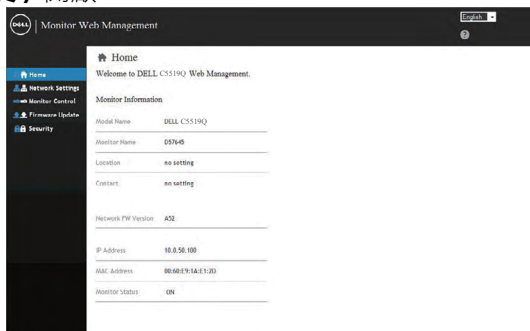 DELL
Monitor Web Management
English
Home
Welcome to DELL C5519Q Web Management.
Home
Network Settings
Monitor Control
Firmware Update
Security
Monitor Information
Model Name DELL C5519Q
Monitor Name D57645
Location no setting
Contact no setting
Network FW Version A52
IP Address 10.0.50.100
MAC Address 00:60:E9:1A:E1:2D
Monitor Status ON